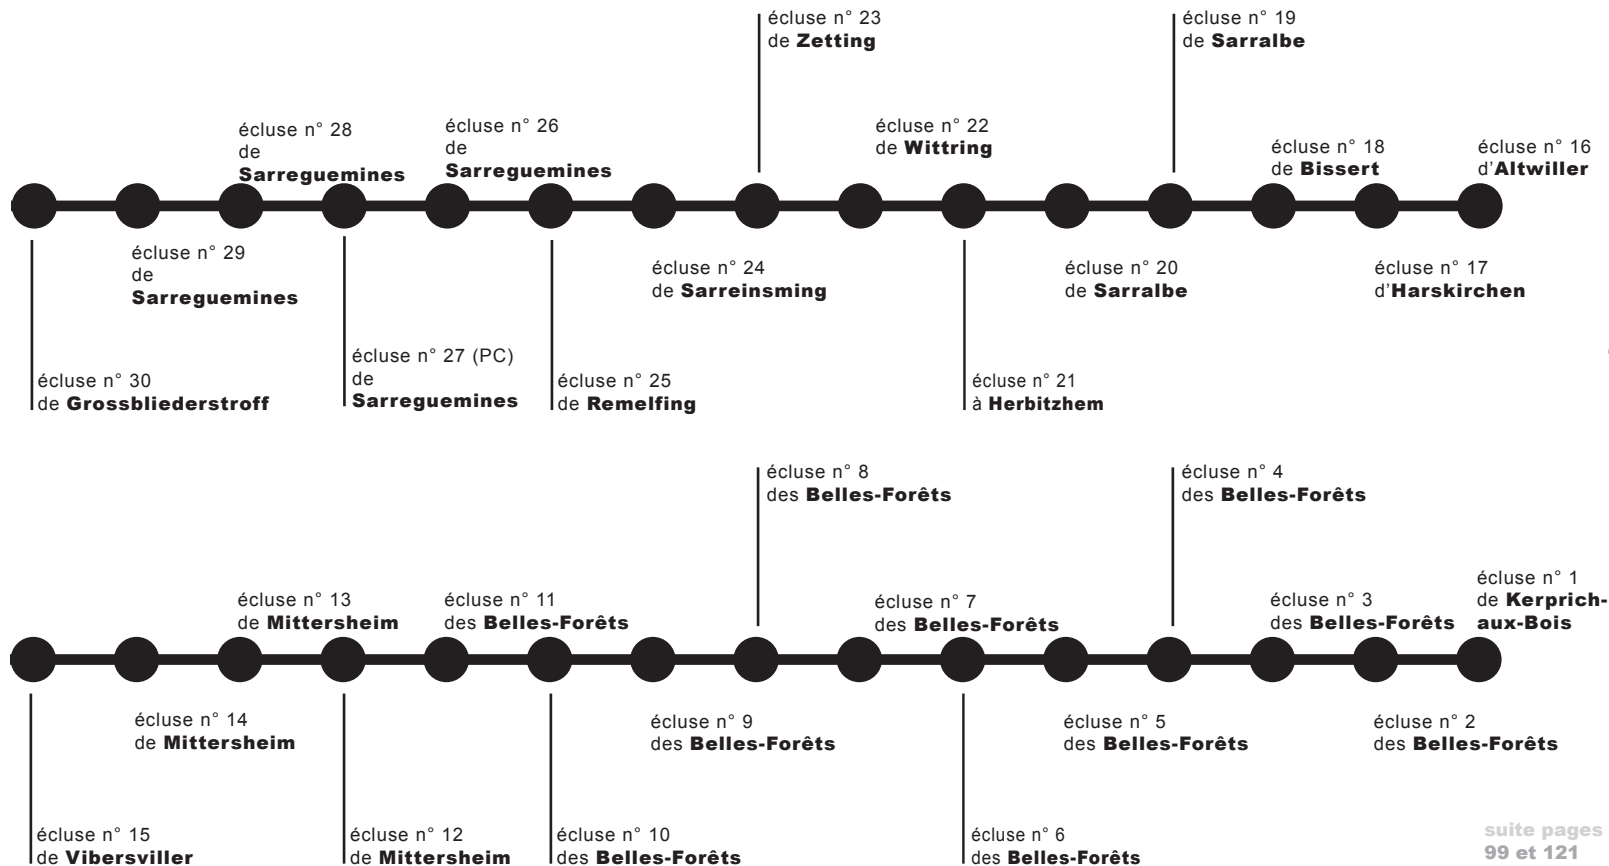 écluse n° 23
de Zetting
écluse n° 19
de Sarralbe
écluse n° 28
de
Sarreguemines
écluse n° 26
de
Sarreguemines
écluse n° 22
de Wittring
écluse n° 18
de Bissert
écluse n° 16
d'Altwiller
écluse n° 29
de
Sarreguemines
écluse n° 24
de Sarreinsming
écluse n° 20
de Sarralbe
écluse n° 17
d'Harskirchen
écluse n° 30
de Grossbliederstroff
écluse n° 27 (PC)
de
Sarreguemines
écluse n° 25
de Remelfing
écluse n° 21
à Herbitzhem
écluse n° 8
des Belles-Forêts
écluse n° 4
des Belles-Forêts
écluse n° 13
de Mittersheim
écluse n° 11
des Belles-Forêts
écluse n° 7
des Belles-Forêts
écluse n° 3
des Belles-Forêts
écluse n° 1
de Kerprich-
aux-Bois
écluse n° 14
de Mittersheim
écluse n° 9
des Belles-Forêts
écluse n° 5
des Belles-Forêts
écluse n° 2
des Belles-Forêts
écluse n° 15
de Vibersviller
écluse n° 12
de Mittersheim
écluse n° 10
des Belles-Forêts
écluse n° 6
des Belles-Forêts
suite pages
99 et 121